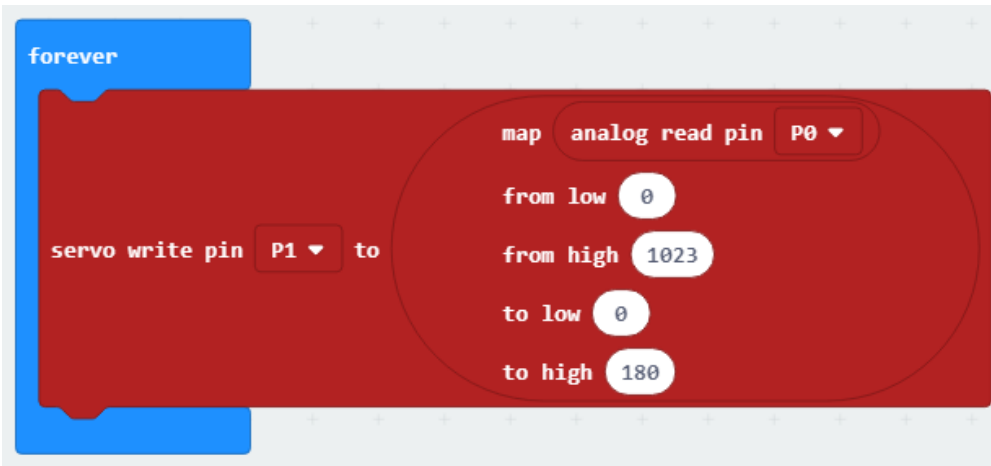 forever
map analog read pin P0
from low 0
servo write pin P1 to
from high 1023
to low 0
to high 180